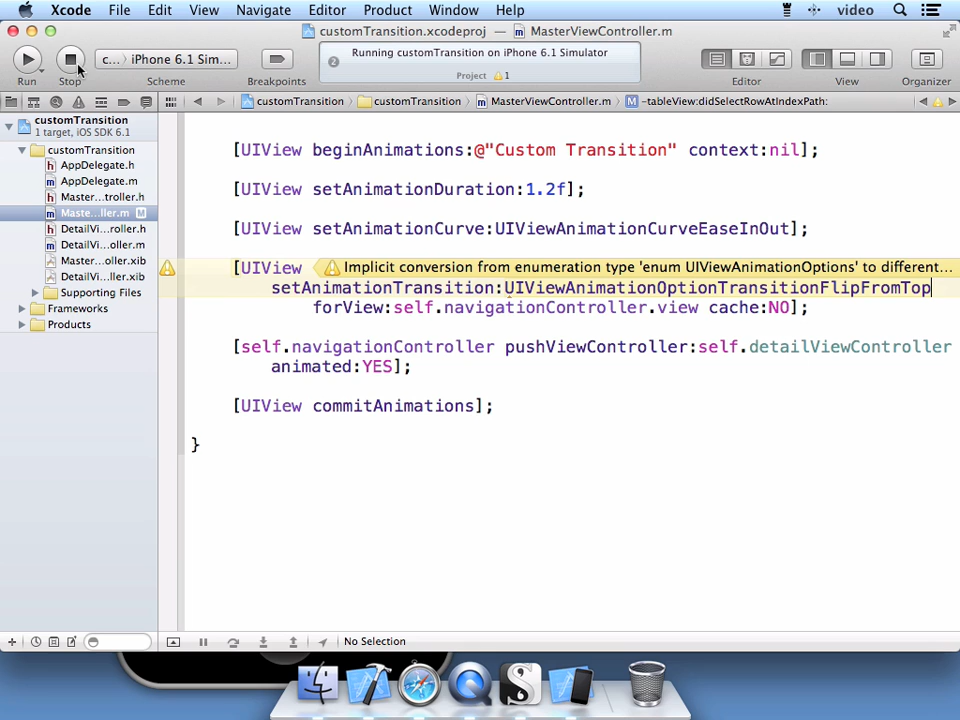 Xcode File Edit View Navigate Editor Product Window Help video
customTransition.xcodeproj — MasterViewController.m
c... › iPhone 6.1 Sim...
Running customTransition on iPhone 6.1 Simulator
2
Project 1
Run Stop Scheme Breakpoints Editor View Organizer
customTransition customTransition MasterViewController.m M -tableView:didSelectRowAtIndexPath:
customTransition
1 target, iOS SDK 6.1
customTransition
h AppDelegate.h
m AppDelegate.m
h Master...troller.h
m Maste...ller.m M
h DetailVi...roller.h
m DetailVi...oller.m
Master...oller.xib
DetailVi...ller.xib
Supporting Files
Frameworks
Products
[UIView beginAnimations:@"Custom Transition" context:nil];
[UIView setAnimationDuration:1.2f];
[UIView setAnimationCurve:UIViewAnimationCurveEaseInOut];
[UIView Implicit conversion from enumeration type 'enum UIViewAnimationOptions' to different...
setAnimationTransition:UIViewAnimationOptionTransitionFlipFromTop
forView:self.navigationController.view cache:NO];
[self.navigationController pushViewController:self.detailViewController
animated:YES];
[UIView commitAnimations];
}
No Selection